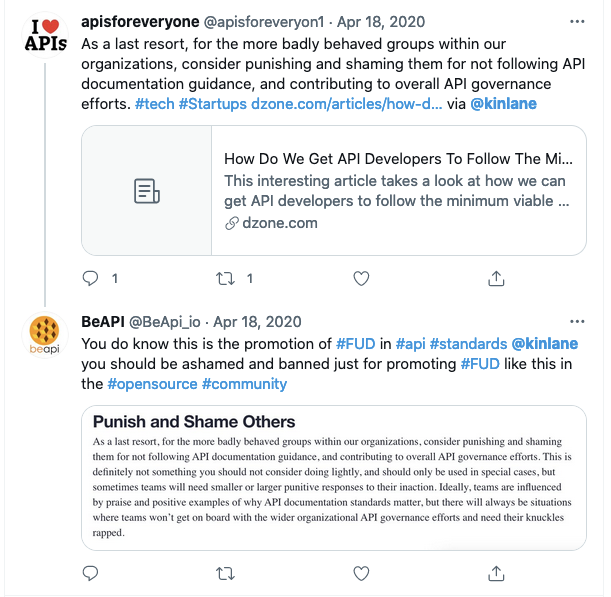 I ❤ APIs
apisforeveryone @apisforeveryon1 · Apr 18, 2020
As a last resort, for the more badly behaved groups within our
organizations, consider punishing and shaming them for not following API
documentation guidance, and contributing to overall API governance
efforts. #tech #Startups dzone.com/articles/how-d... via @kinlane
How Do We Get API Developers To Follow The Mi...
This interesting article takes a look at how we can
get API developers to follow the minimum viable ...
dzone.com
1 1
beapi
BeAPI @BeApi_io · Apr 18, 2020
You do know this is the promotion of #FUD in #api #standards @kinlane
you should be ashamed and banned just for promoting #FUD like this in
the #opensource #community
Punish and Shame Others
As a last resort, for the more badly behaved groups within our organizations, consider punishing and shaming
them for not following API documentation guidance, and contributing to overall API governance efforts. This is
definitely not something you should not consider doing lightly, and should only be used in special cases, but
sometimes teams will need smaller or larger punitive responses to their inaction. Ideally, teams are influenced
by praise and positive examples of why API documentation standards matter, but there will always be situations
where teams won't get on board with the wider organizational API governance efforts and need their knuckles
rapped.